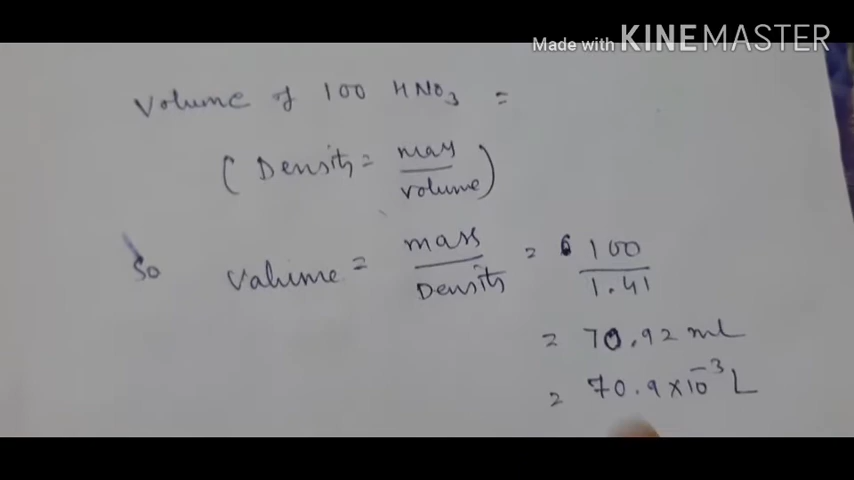 Made with KINEMASTER
Volume of 100 HNO₃ =
( Density = mass/volume )
So Volume = mass/Density = 100/1.41
= 70.92 ml
= 70.9 × 10⁻³ L